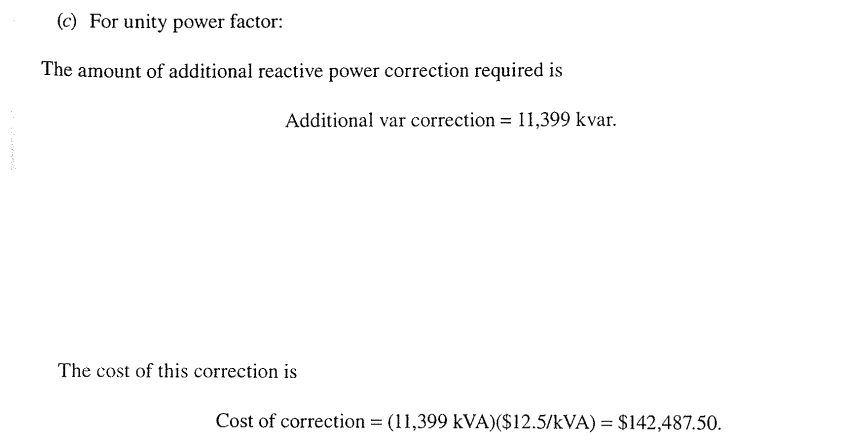 (c) For unity power factor:
The amount of additional reactive power correction required is
Additional var correction = 11,399 kvar.
The cost of this correction is
Cost of correction = (11,399 kVA)($12.5/kVA) = $142,487.50.